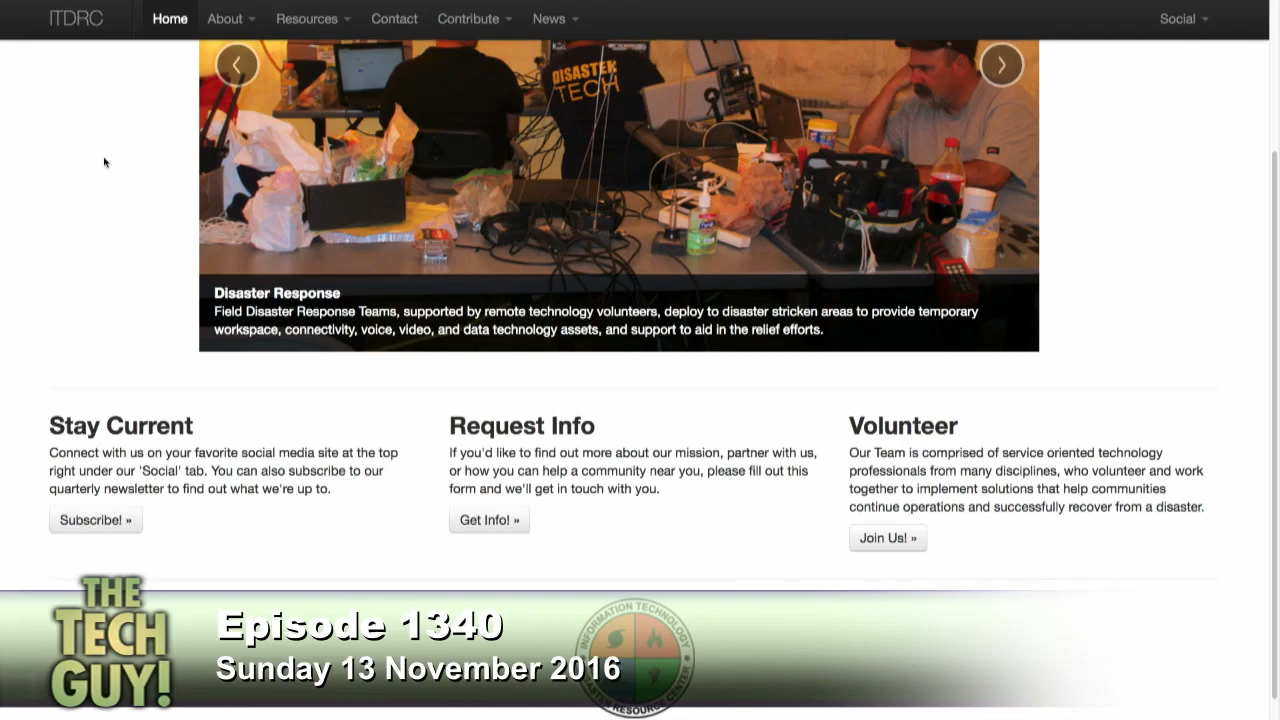 ITDRC Home About Resources Contact Contribute News Social
DISASTER
TECH
Disaster Response
Field Disaster Response Teams, supported by remote technology volunteers, deploy to disaster stricken areas to provide temporary
workspace, connectivity, voice, video, and data technology assets, and support to aid in the relief efforts.
Stay Current
Connect with us on your favorite social media site at the top
right under our 'Social' tab. You can also subscribe to our
quarterly newsletter to find out what we're up to.
Subscribe! »
Request Info
If you'd like to find out more about our mission, partner with us,
or how you can help a community near you, please fill out this
form and we'll get in touch with you.
Get Info! »
Volunteer
Our Team is comprised of service oriented technology
professionals from many disciplines, who volunteer and work
together to implement solutions that help communities
continue operations and successfully recover from a disaster.
Join Us! »
THE
TECH
GUY!
Episode 1340
Sunday 13 November 2016
INFORMATION TECHNOLOGY
RESOURCE CENTER